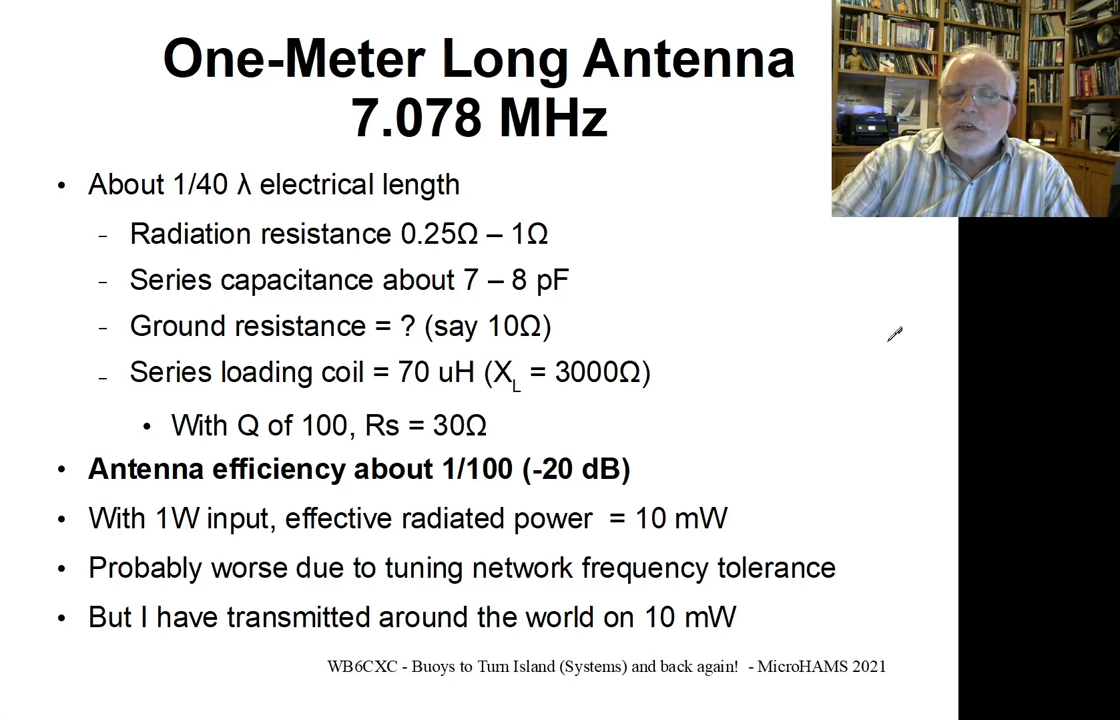 One-Meter Long Antenna
7.078 MHz
• About 1/40 λ electrical length
– Radiation resistance 0.25Ω – 1Ω
– Series capacitance about 7 – 8 pF
– Ground resistance = ? (say 10Ω)
– Series loading coil = 70 uH (XL = 3000Ω)
• With Q of 100, Rs = 30Ω
• Antenna efficiency about 1/100 (-20 dB)
• With 1W input, effective radiated power = 10 mW
• Probably worse due to tuning network frequency tolerance
• But I have transmitted around the world on 10 mW
WB6CXC - Buoys to Turn Island (Systems) and back again! - MicroHAMS 2021